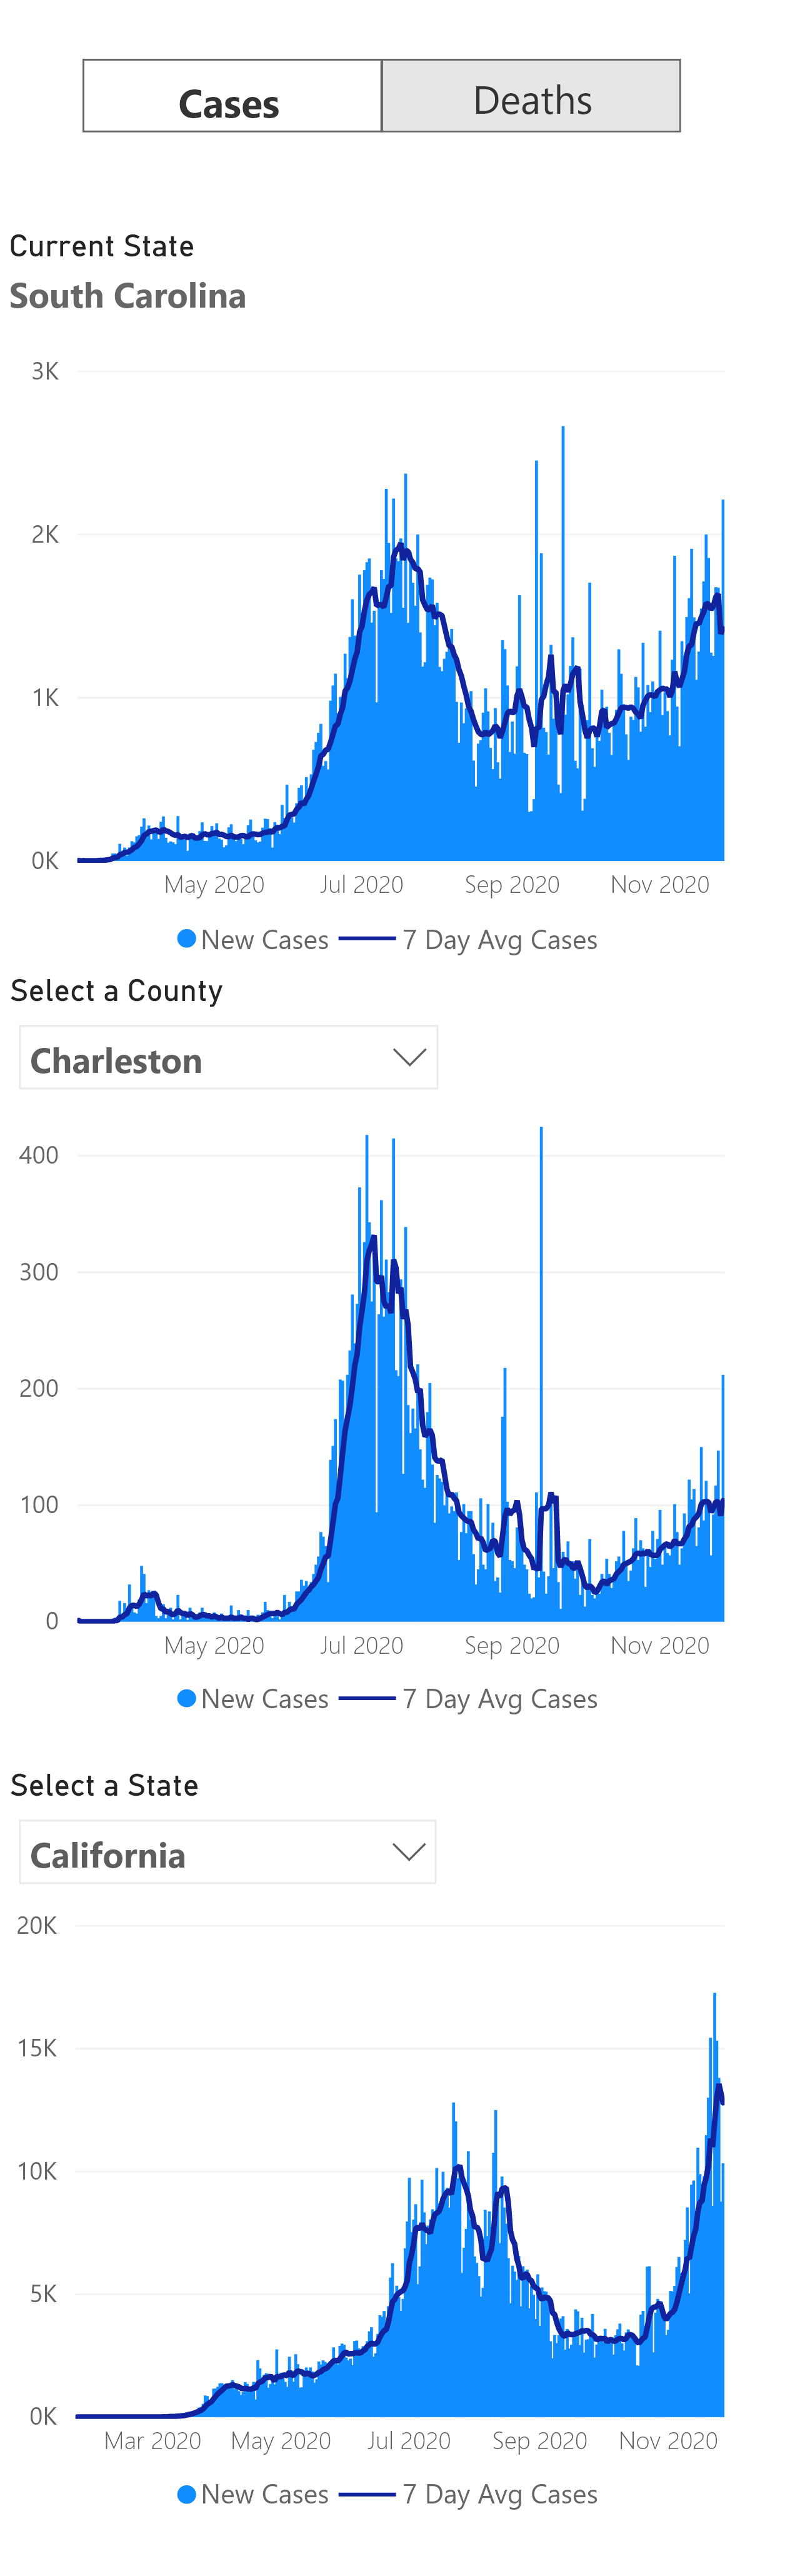 Cases Deaths
Current State
South Carolina
3K
2K
1K
0K
May 2020 Jul 2020 Sep 2020 Nov 2020
New Cases 7 Day Avg Cases
Select a County
Charleston
400
300
200
100
0
May 2020 Jul 2020 Sep 2020 Nov 2020
New Cases 7 Day Avg Cases
Select a State
California
20K
15K
10K
5K
0K
Mar 2020 May 2020 Jul 2020 Sep 2020 Nov 2020
New Cases 7 Day Avg Cases